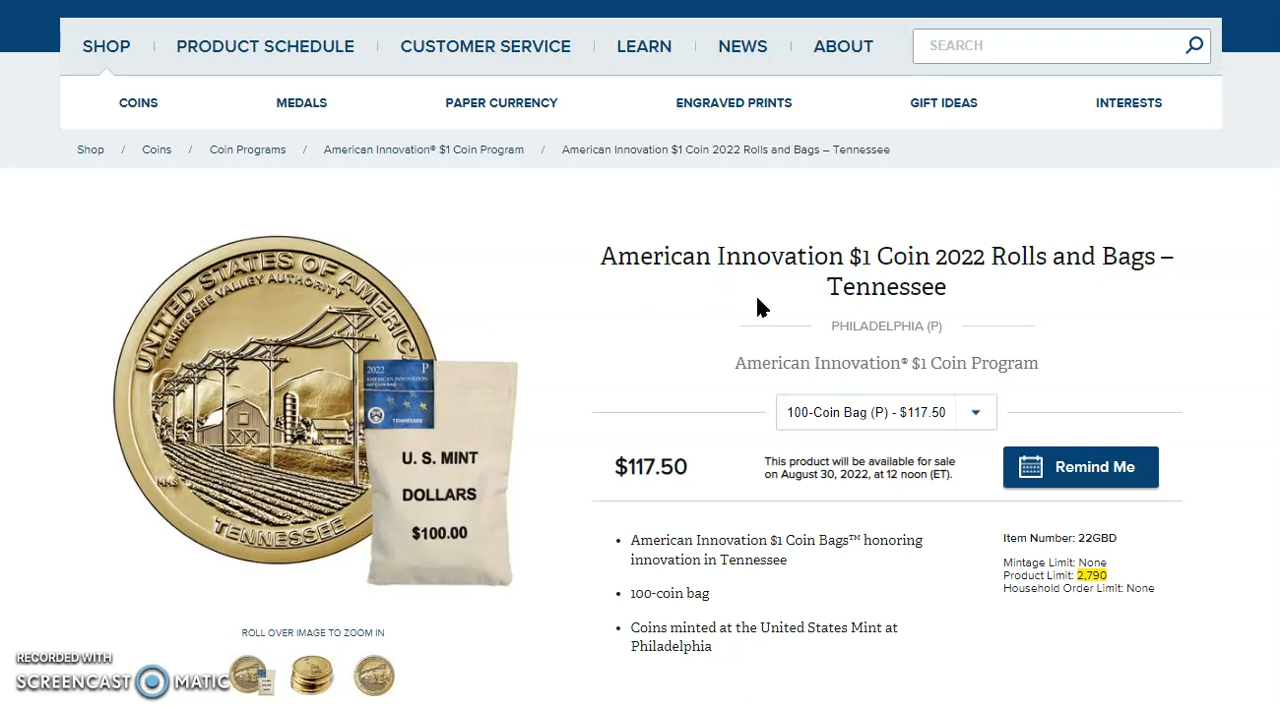 SHOP
PRODUCT SCHEDULE
CUSTOMER SERVICE
LEARN
NEWS
ABOUT
SEARCH
COINS
MEDALS
PAPER CURRENCY
ENGRAVED PRINTS
GIFT IDEAS
INTERESTS
Shop / Coins / Coin Programs / American Innovation® $1 Coin Program / American Innovation $1 Coin 2022 Rolls and Bags – Tennessee
UNITED STATES OF AMERICA
TENNESSEE VALLEY AUTHORITY
MMS
TENNESSEE
2022 P
AMERICAN INNOVATION
TENNESSEE
U. S. MINT
DOLLARS
$100.00
ROLL OVER IMAGE TO ZOOM IN
American Innovation $1 Coin 2022 Rolls and Bags –
Tennessee
PHILADELPHIA (P)
American Innovation® $1 Coin Program
100-Coin Bag (P) - $117.50
$117.50
This product will be available for sale
on August 30, 2022, at 12 noon (ET).
Remind Me
• American Innovation $1 Coin Bags™ honoring
innovation in Tennessee
• 100-coin bag
• Coins minted at the United States Mint at
Philadelphia
Item Number: 22GBD
Mintage Limit: None
Product Limit: 2,790
Household Order Limit: None
RECORDED WITH
SCREENCAST MATIC